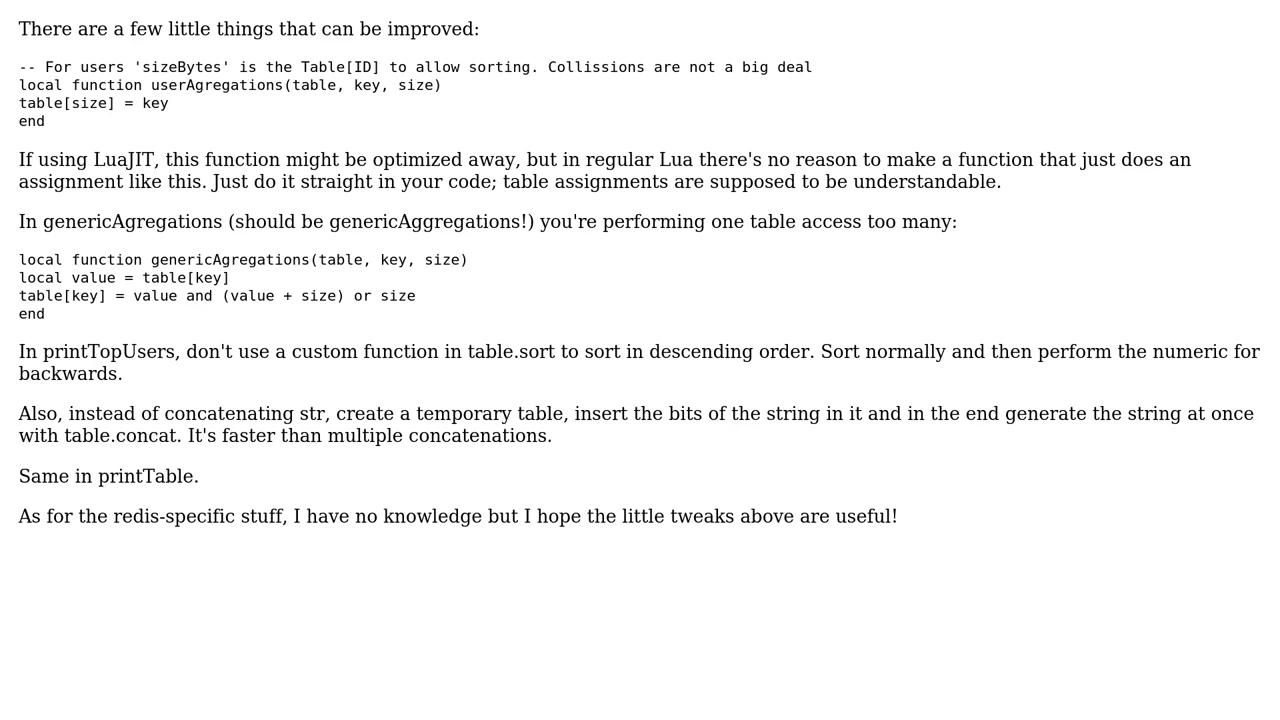 There are a few little things that can be improved:
-- For users 'sizeBytes' is the Table[ID] to allow sorting. Collissions are not a big deal
local function userAgregations(table, key, size)
table[size] = key
end
If using LuaJIT, this function might be optimized away, but in regular Lua there's no reason to make a function that just does an
assignment like this. Just do it straight in your code; table assignments are supposed to be understandable.
In genericAgregations (should be genericAggregations!) you're performing one table access too many:
local function genericAgregations(table, key, size)
local value = table[key]
table[key] = value and (value + size) or size
end
In printTopUsers, don't use a custom function in table.sort to sort in descending order. Sort normally and then perform the numeric for
backwards.
Also, instead of concatenating str, create a temporary table, insert the bits of the string in it and in the end generate the string at once
with table.concat. It's faster than multiple concatenations.
Same in printTable.
As for the redis-specific stuff, I have no knowledge but I hope the little tweaks above are useful!